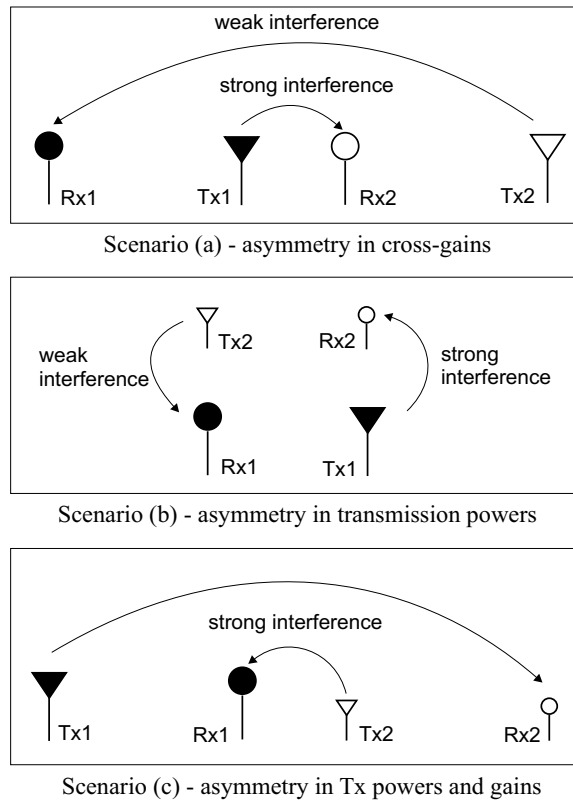 weak interference
strong interference
Rx1 Tx1 Rx2 Tx2
Scenario (a) - asymmetry in cross-gains
Tx2 Rx2
weak
interference
strong
interference
Rx1 Tx1
Scenario (b) - asymmetry in transmission powers
strong interference
Tx1 Rx1 Tx2 Rx2
Scenario (c) - asymmetry in Tx powers and gains